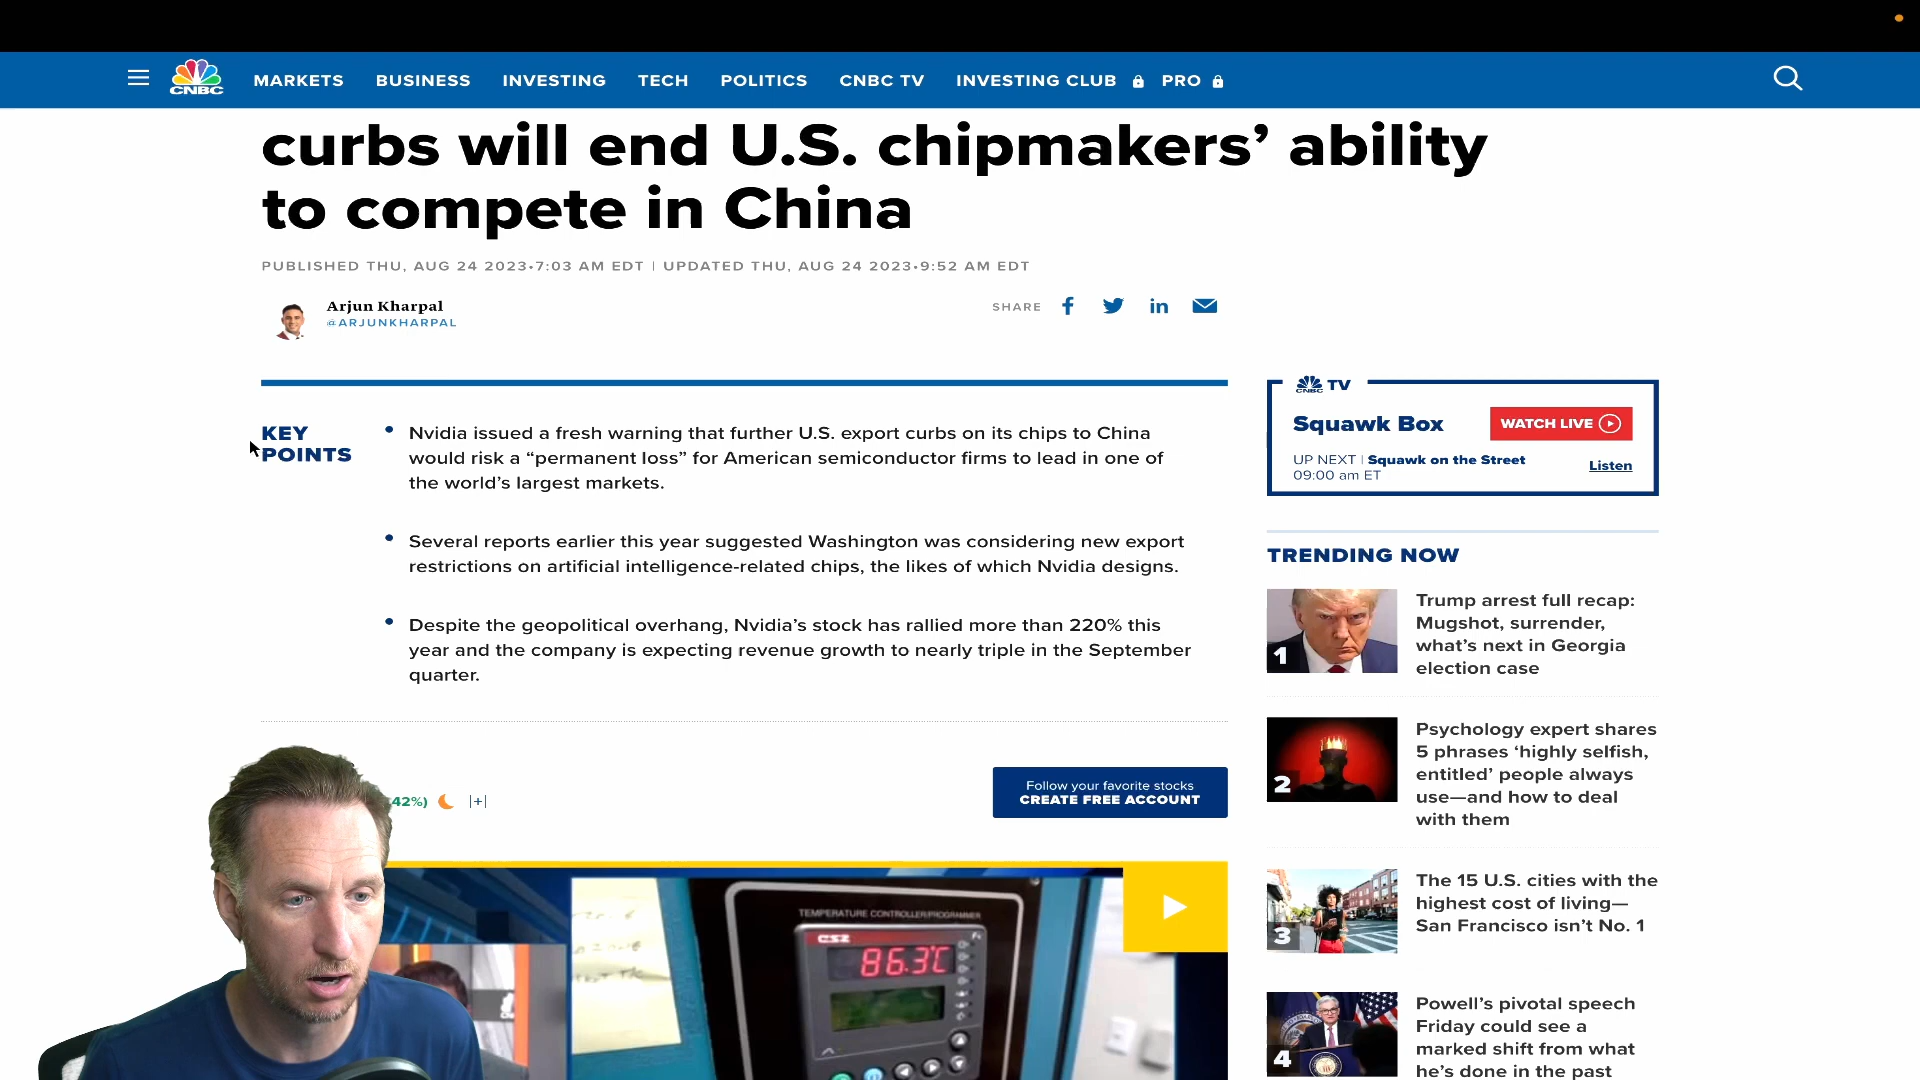 CNBC
MARKETS BUSINESS INVESTING TECH POLITICS CNBC TV INVESTING CLUB PRO
curbs will end U.S. chipmakers’ ability
to compete in China
PUBLISHED THU, AUG 24 2023•7:03 AM EDT | UPDATED THU, AUG 24 2023•9:52 AM EDT
Arjun Kharpal
@ARJUNKHARPAL
SHARE
KEY
POINTS
• Nvidia issued a fresh warning that further U.S. export curbs on its chips to China
would risk a “permanent loss” for American semiconductor firms to lead in one of
the world’s largest markets.
• Several reports earlier this year suggested Washington was considering new export
restrictions on artificial intelligence-related chips, the likes of which Nvidia designs.
• Despite the geopolitical overhang, Nvidia’s stock has rallied more than 220% this
year and the company is expecting revenue growth to nearly triple in the September
quarter.
42%) |+|
Follow your favorite stocks
CREATE FREE ACCOUNT
TEMPERATURE CONTROLLER/PROGRAMMER
CSZ
86.3°C
CNBC TV
Squawk Box
WATCH LIVE
UP NEXT | Squawk on the Street
09:00 am ET
Listen
TRENDING NOW
1
Trump arrest full recap:
Mugshot, surrender,
what’s next in Georgia
election case
2
Psychology expert shares
5 phrases ‘highly selfish,
entitled’ people always
use—and how to deal
with them
3
The 15 U.S. cities with the
highest cost of living—
San Francisco isn’t No. 1
4
Powell’s pivotal speech
Friday could see a
marked shift from what
he’s done in the past